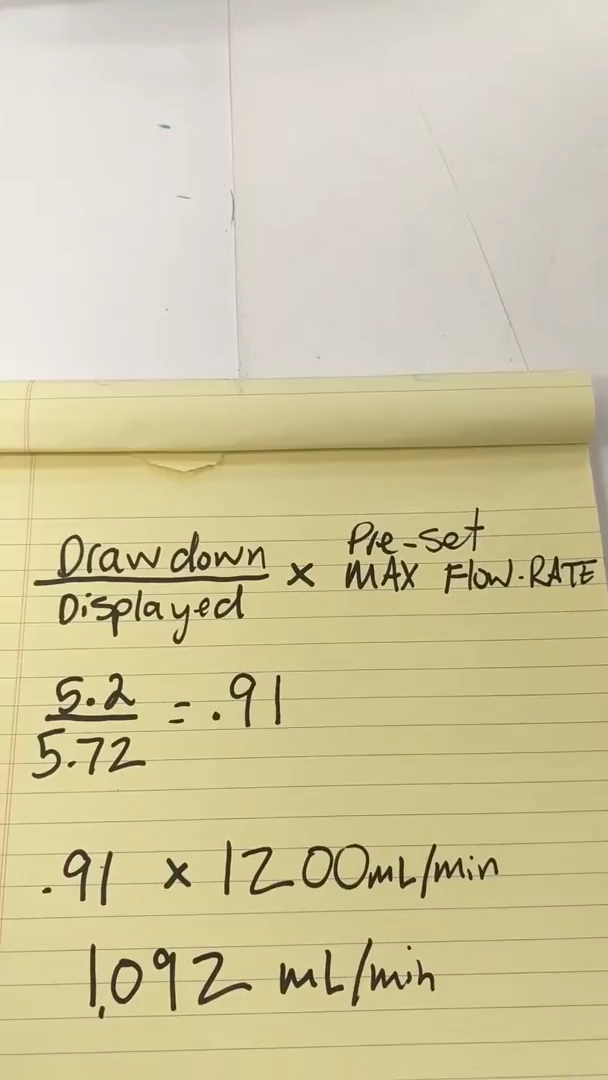 Drawdown / Displayed × Pre-set MAX FLOW-RATE
5.2 / 5.72 = .91
.91 × 1200mL/min
1,092 mL/min